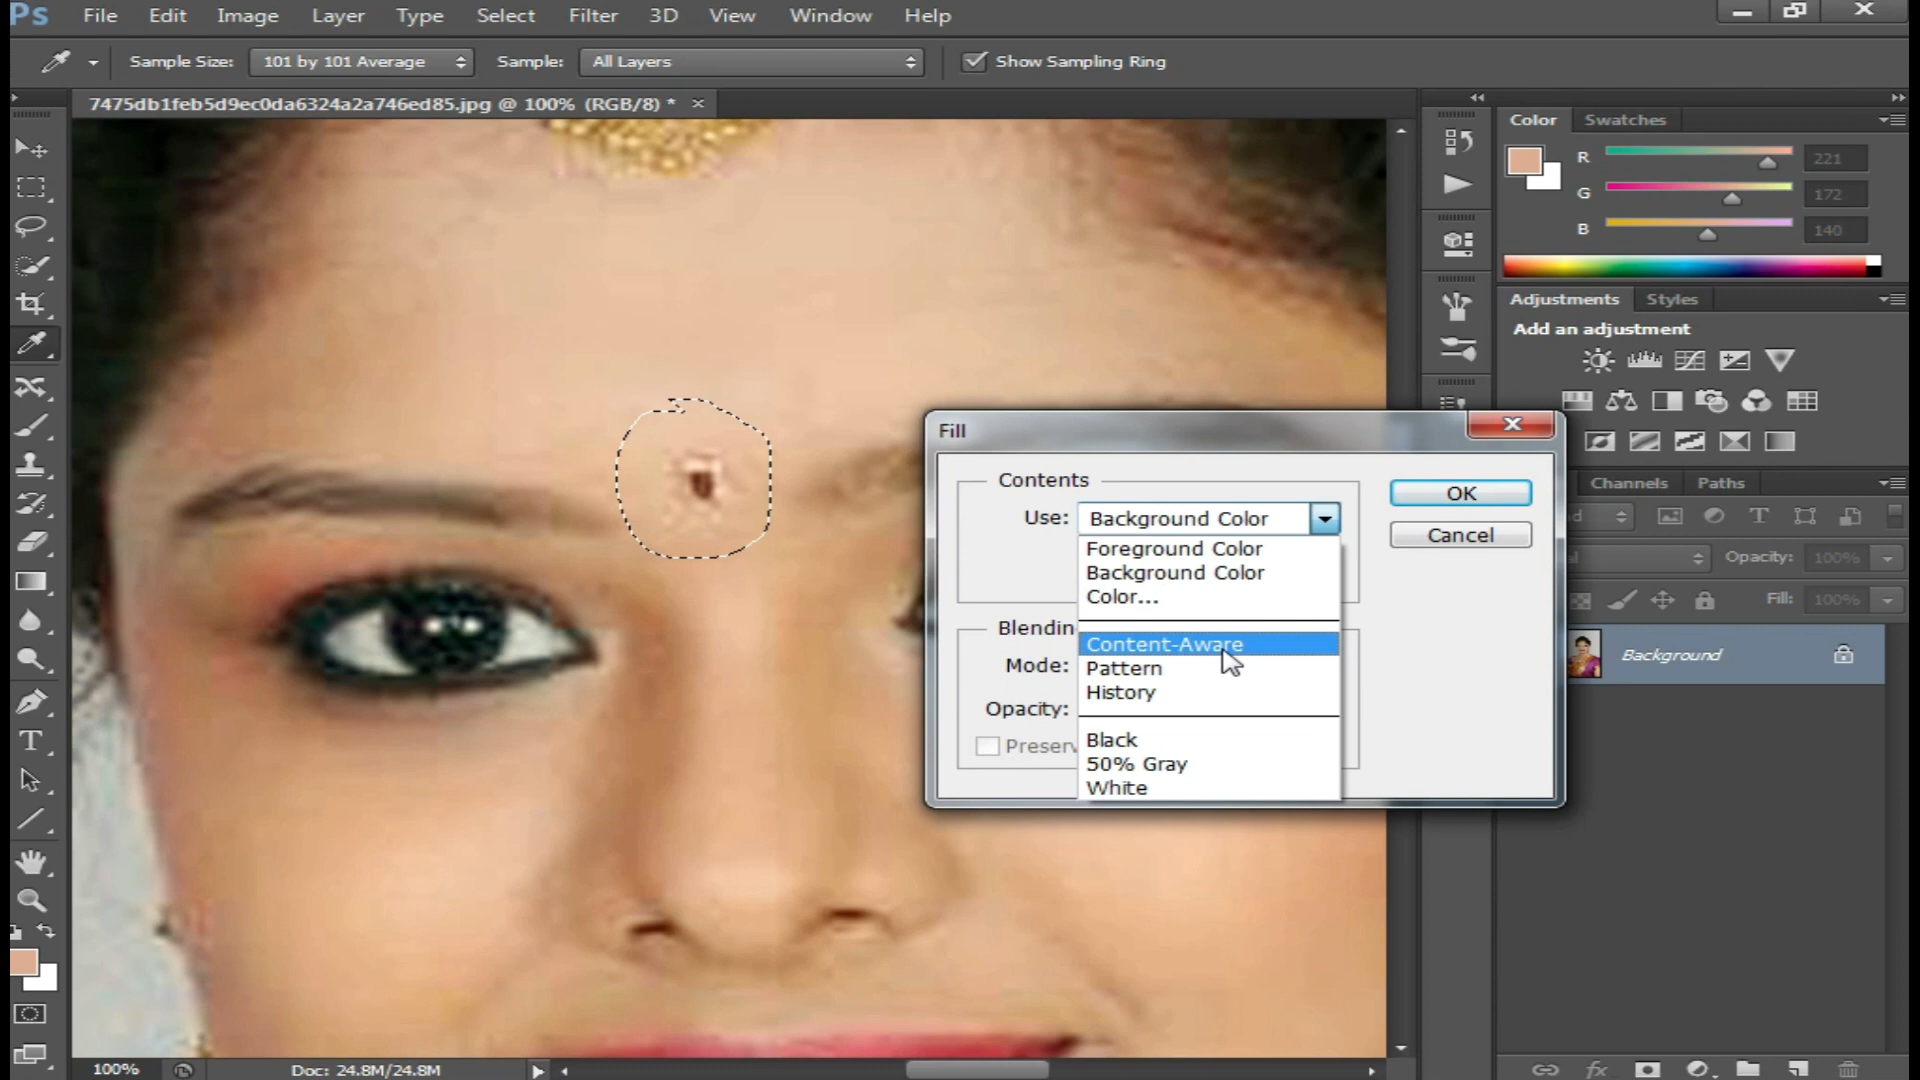 Ps File Edit Image Layer Type Select Filter 3D View Window Help
Sample Size: 101 by 101 Average Sample: All Layers Show Sampling Ring
7475db1feb5d9ec0da6324a2a746ed85.jpg @ 100% (RGB/8) * ×
Color Swatches
R 221
G 172
B 140
Adjustments Styles
Add an adjustment
Channels Paths
Opacity: 100%
Fill: 100%
Background
Fill
Contents
Use: Background Color
Foreground Color
Background Color
Color...
Content-Aware
Pattern
History
Black
50% Gray
White
Blendin
Mode:
Opacity:
Preserv
OK
Cancel
T
T
fx
100% Doc: 24.8M/24.8M